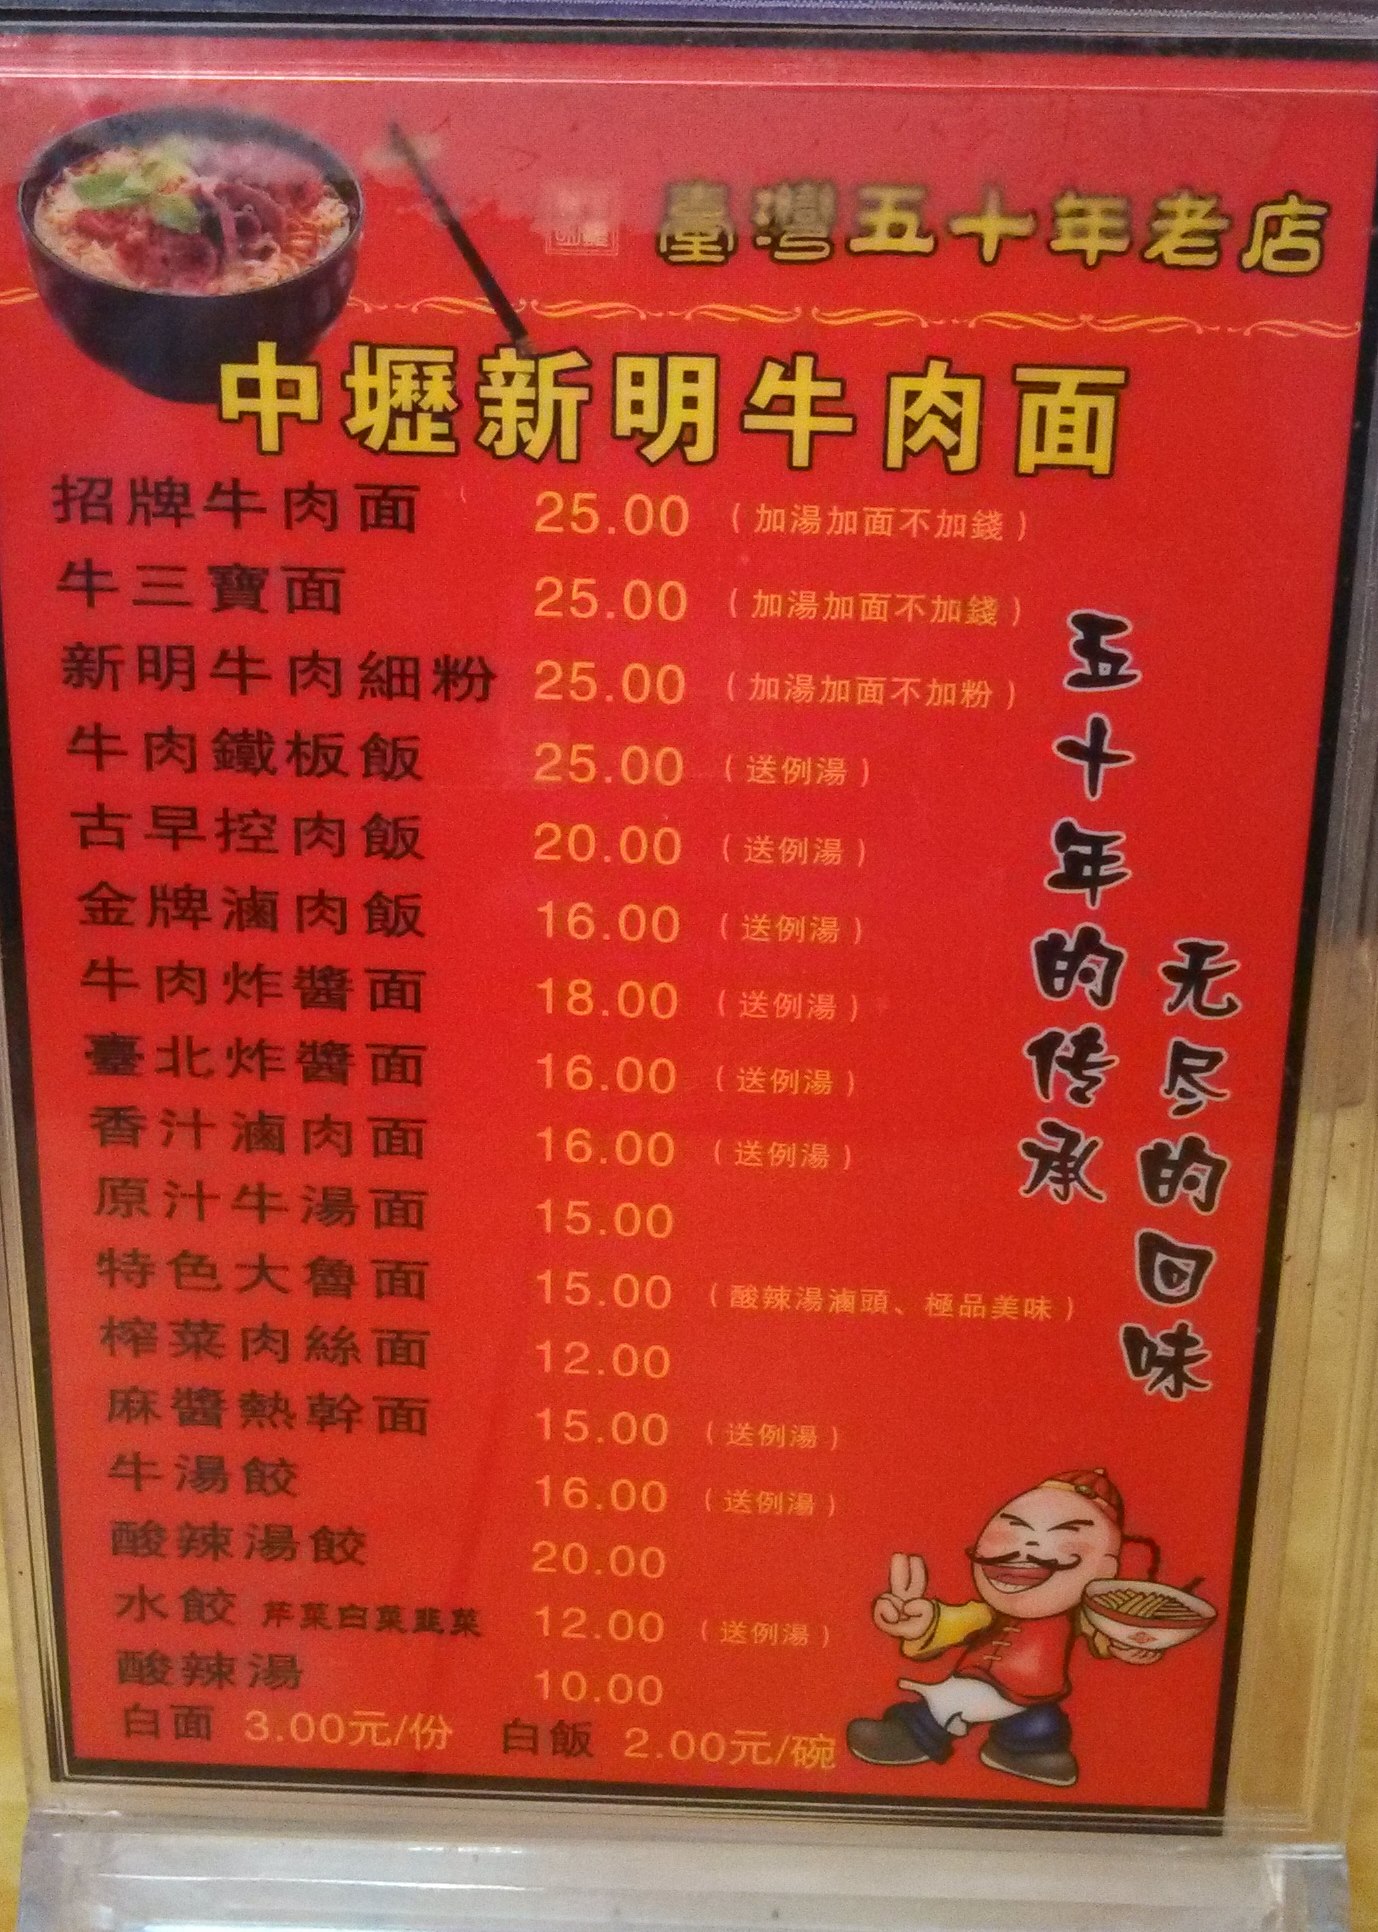 臺灣五十年老店
中壢新明牛肉面
招牌牛肉面 25.00 (加湯加面不加錢)
牛三寶面 25.00 (加湯加面不加錢)
新明牛肉細粉 25.00 (加湯加面不加粉)
牛肉鐵板飯 25.00 (送例湯)
古早控肉飯 20.00 (送例湯)
金牌滷肉飯 16.00 (送例湯)
牛肉炸醬面 18.00 (送例湯)
臺北炸醬面 16.00 (送例湯)
香汁滷肉面 16.00 (送例湯)
原汁牛湯面 15.00
特色大魯面 15.00 (酸辣湯滷頭、極品美味)
榨菜肉絲面 12.00
麻醬熱幹面 15.00 (送例湯)
牛湯餃 16.00 (送例湯)
酸辣湯餃 20.00
水餃 芹菜白菜韭菜 12.00 (送例湯)
酸辣湯 10.00
白面 3.00元/份 白飯 2.00元/碗
五十年的传承
无尽的回味